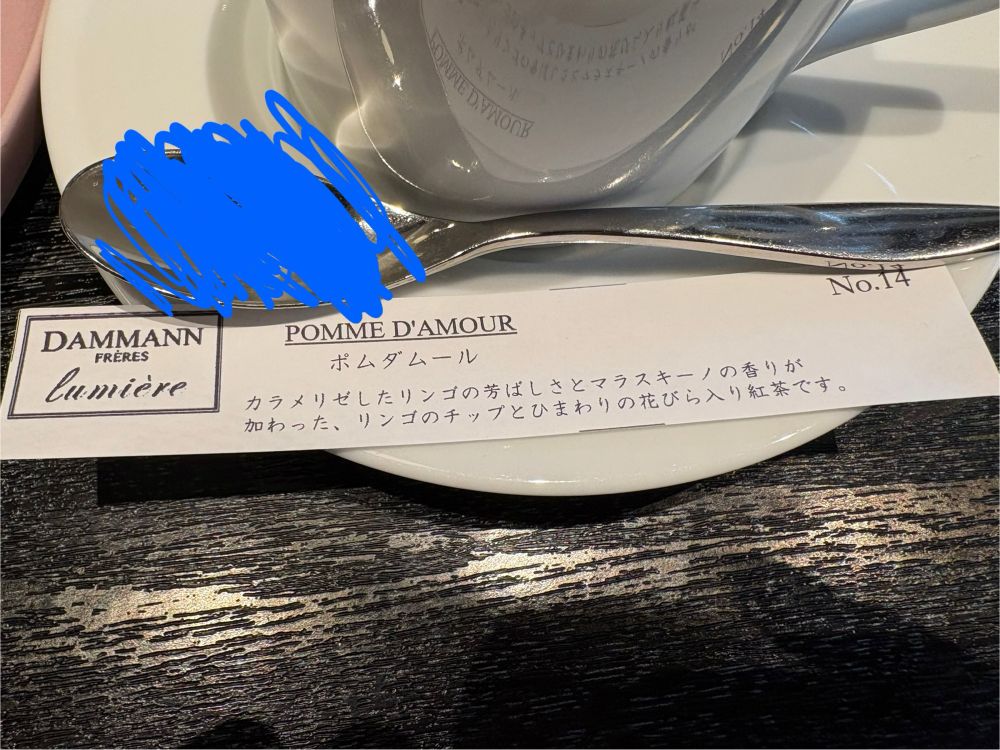 DAMMANN
FRÈRES
lumière
POMME D'AMOUR
ポムダムール
No.14
カラメリゼしたリンゴの芳ばしさとマラスキーノの香りが
加わった、リンゴのチップとひまわりの花びら入り紅茶です。